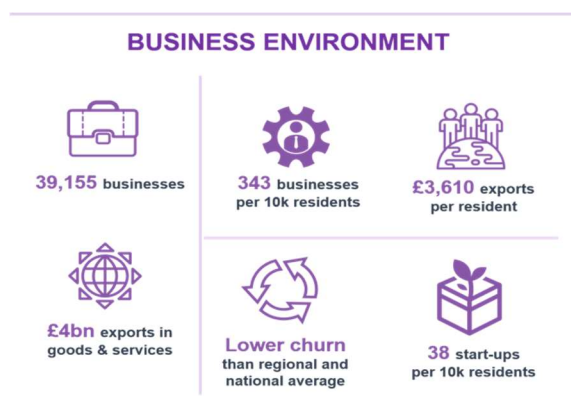 BUSINESS ENVIRONMENT
39,155 businesses
343 businesses
per 10k residents
£3,610 exports
per resident
£4bn exports in
goods & services
Lower churn
than regional and
national average
38 start-ups
per 10k residents